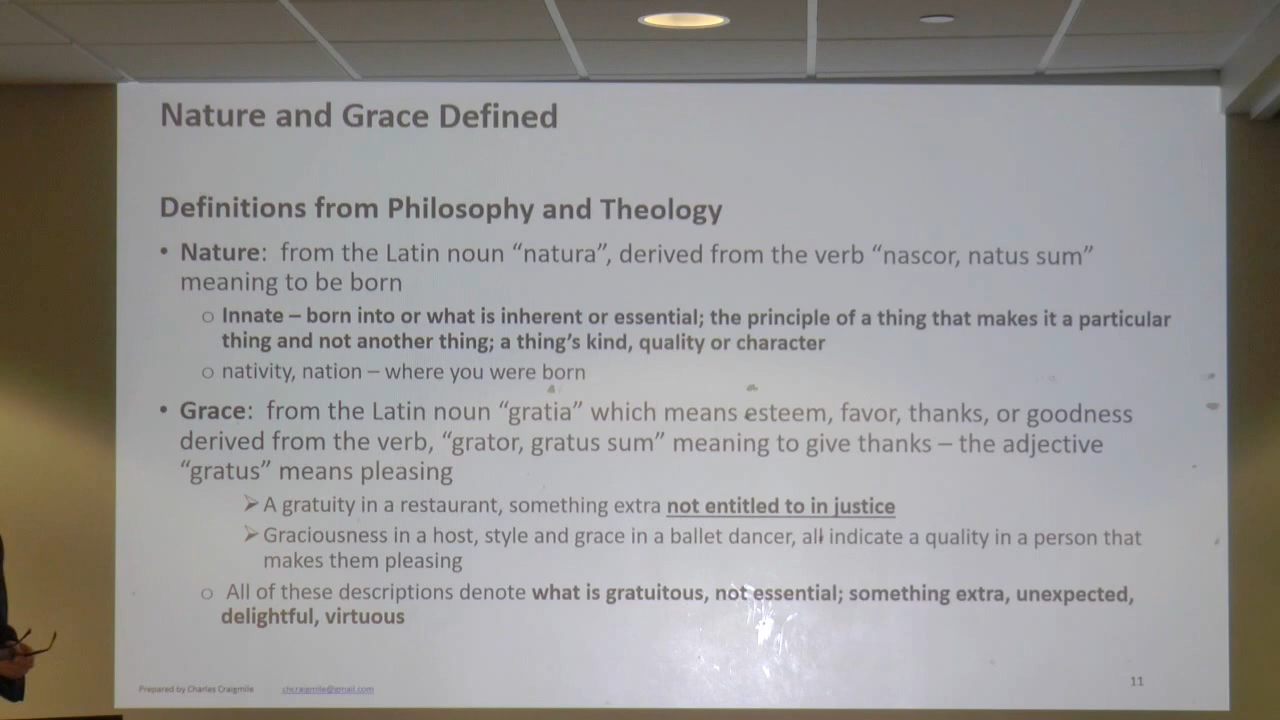 Nature and Grace Defined
Definitions from Philosophy and Theology
• Nature:  from the Latin noun “natura”, derived from the verb “nascor, natus sum”
meaning to be born
o Innate – born into or what is inherent or essential; the principle of a thing that makes it a particular
thing and not another thing; a thing’s kind, quality or character
o nativity, nation – where you were born
• Grace:  from the Latin noun “gratia” which means esteem, favor, thanks, or goodness
derived from the verb, “grator, gratus sum” meaning to give thanks – the adjective
“gratus” means pleasing
➢ A gratuity in a restaurant, something extra not entitled to in justice
➢ Graciousness in a host, style and grace in a ballet dancer, all indicate a quality in a person that
makes them pleasing
o All of these descriptions denote what is gratuitous, not essential; something extra, unexpected,
delightful, virtuous
Prepared by Charles Craigmile chcraigmile@gmail.com
11